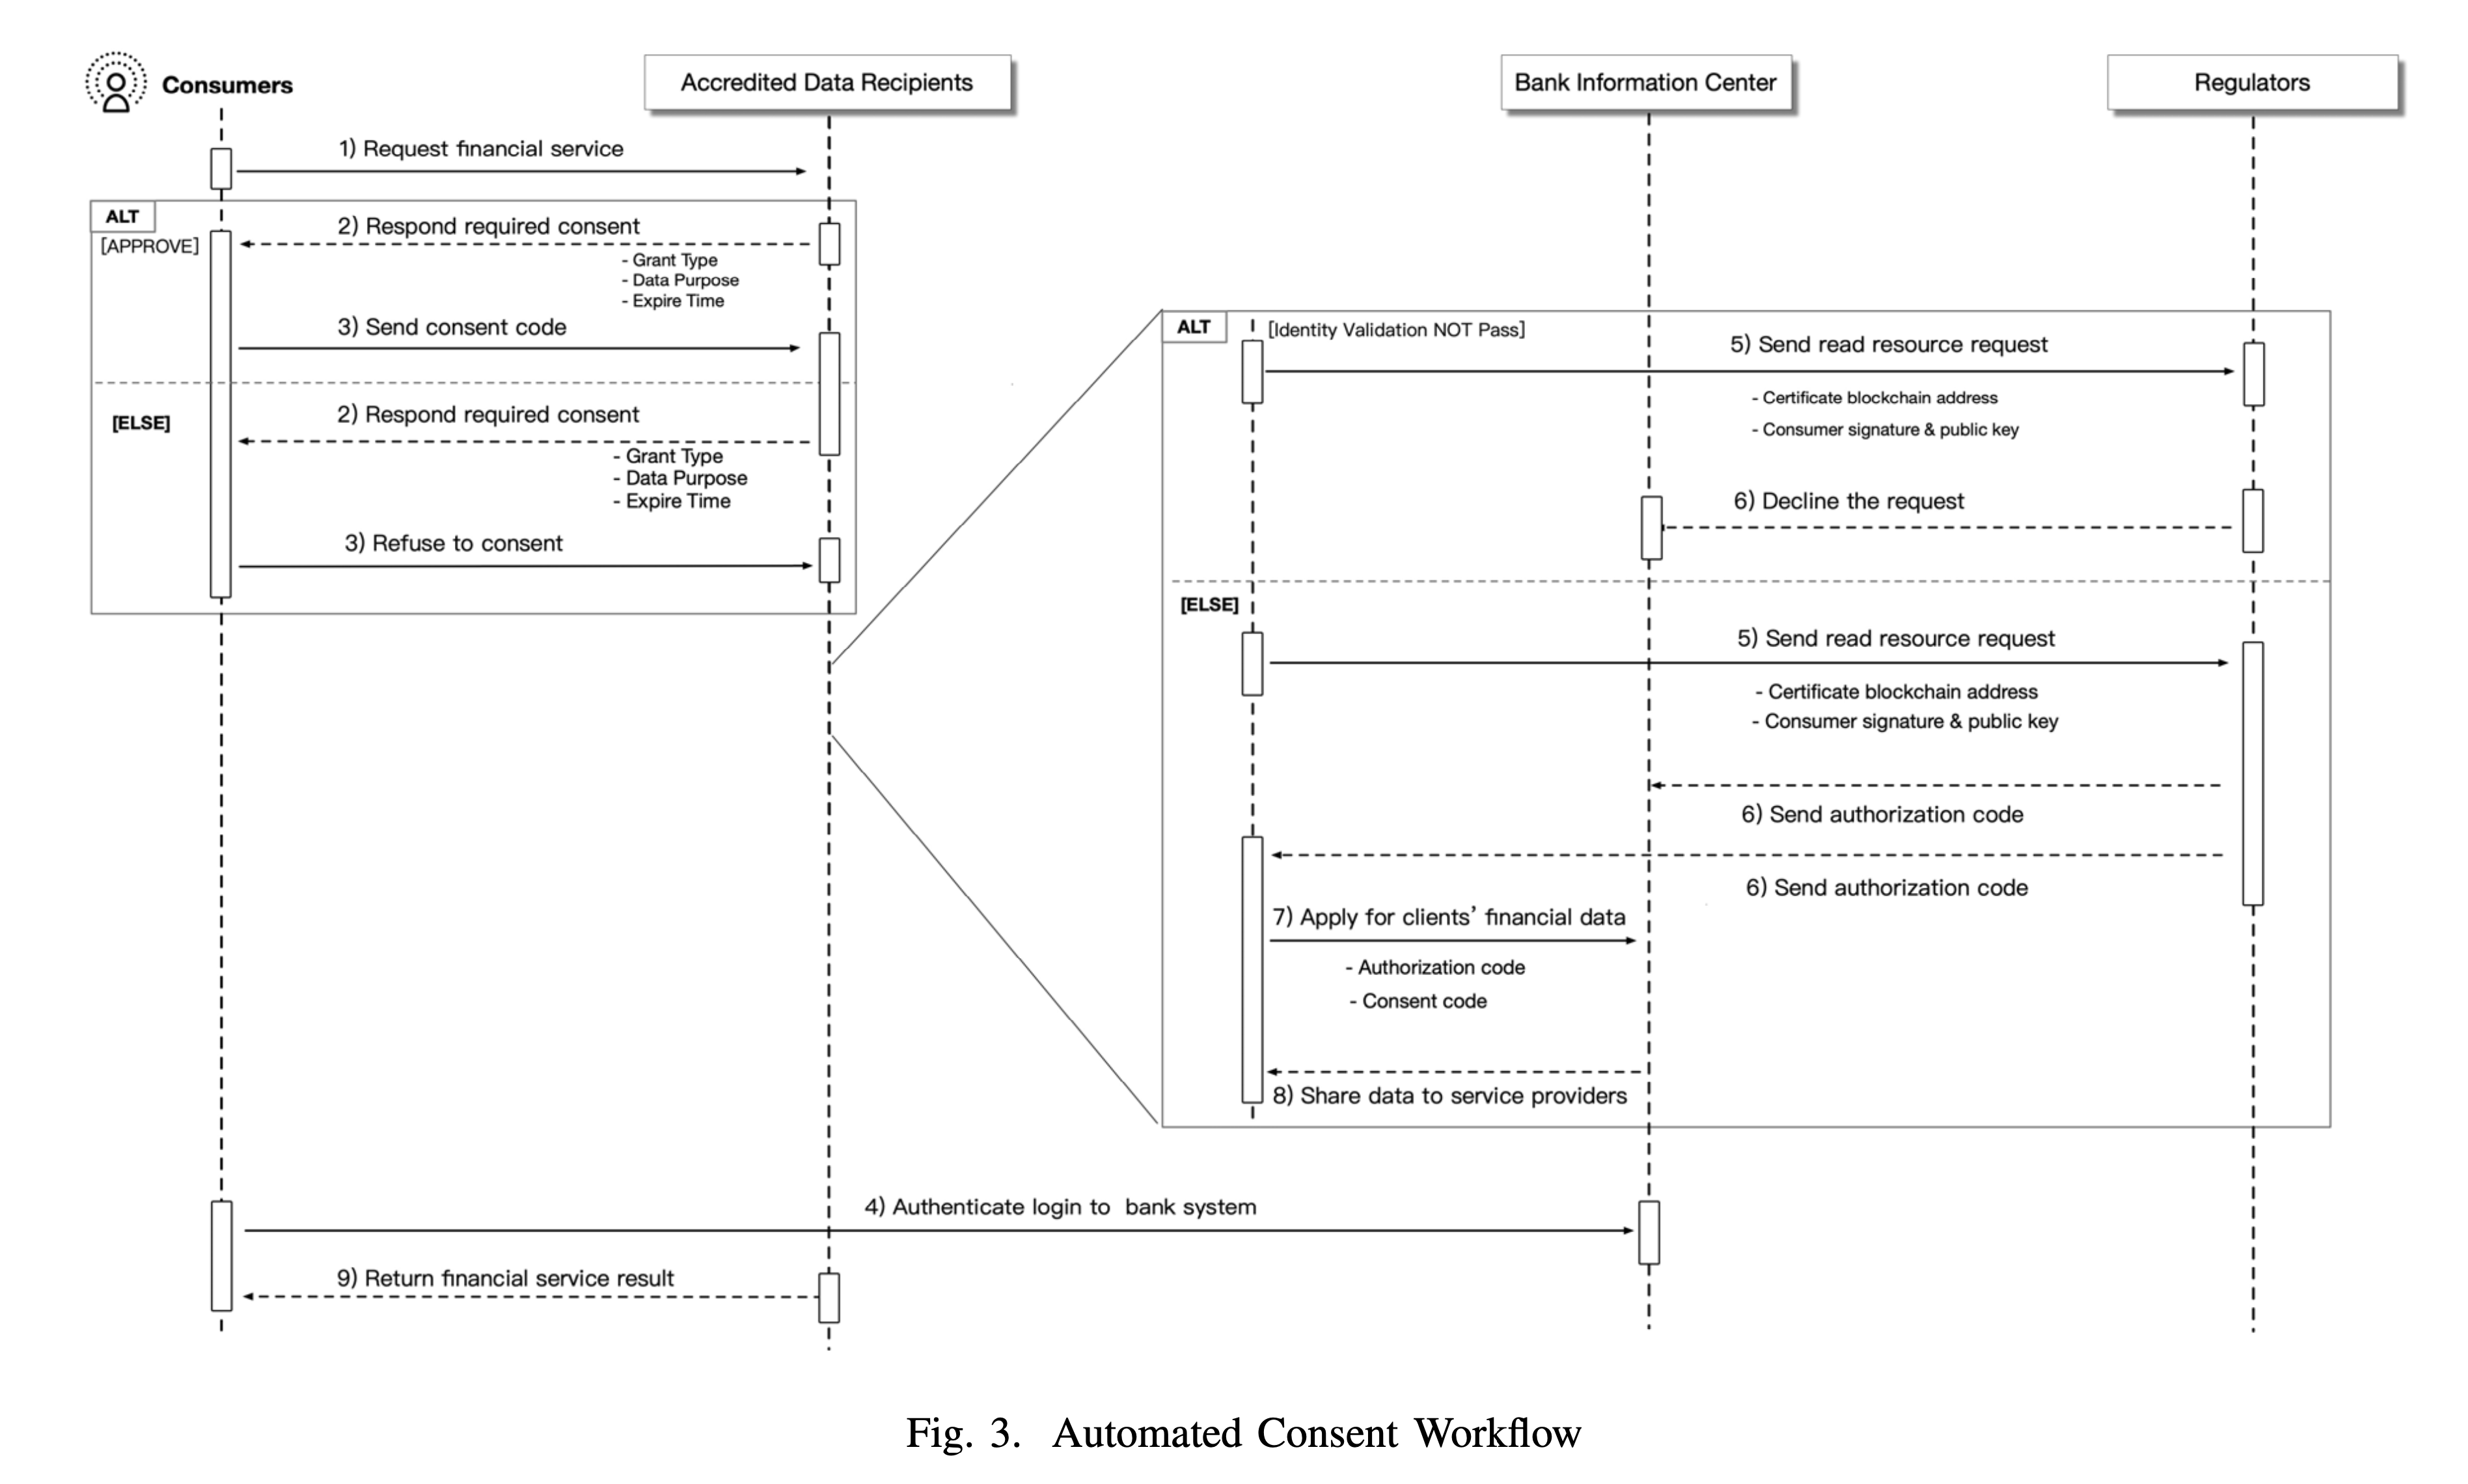 Consumers
Accredited Data Recipients
Bank Information Center
Regulators
1) Request financial service
ALT
[APPROVE]
2) Respond required consent
- Grant Type
- Data Purpose
- Expire Time
3) Send consent code
[ELSE]
2) Respond required consent
- Grant Type
- Data Purpose
- Expire Time
3) Refuse to consent
ALT
[Identity Validation NOT Pass]
5) Send read resource request
- Certificate blockchain address
- Consumer signature & public key
6) Decline the request
[ELSE]
5) Send read resource request
- Certificate blockchain address
- Consumer signature & public key
6) Send authorization code
6) Send authorization code
7) Apply for clients’ financial data
- Authorization code
- Consent code
8) Share data to service providers
4) Authenticate login to bank system
9) Return financial service result
Fig. 3. Automated Consent Workflow